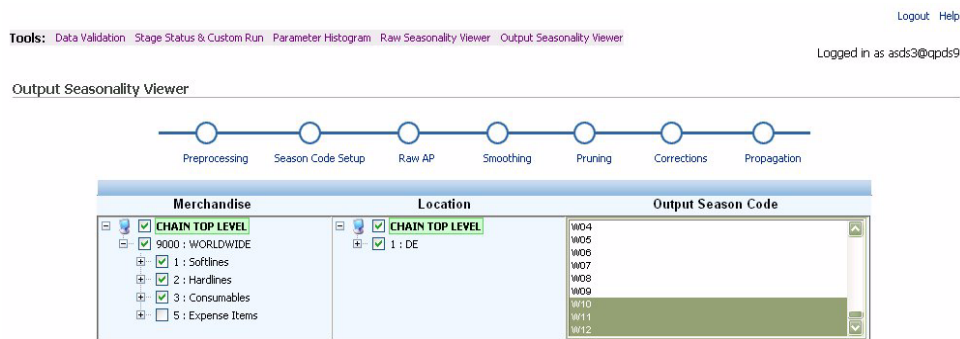 Logout Help
Tools: Data Validation Stage Status & Custom Run Parameter Histogram Raw Seasonality Viewer Output Seasonality Viewer
Logged in as asds3@qpds9
Output Seasonality Viewer
Preprocessing Season Code Setup Raw AP Smoothing Pruning Corrections Propagation
Merchandise Location Output Season Code
CHAIN TOP LEVEL
9000 : WORLDWIDE
1 : Softlines
2 : Hardlines
3 : Consumables
5 : Expense Items
CHAIN TOP LEVEL
1 : DE
W04
W05
W06
W07
W08
W09
W10
W11
W12